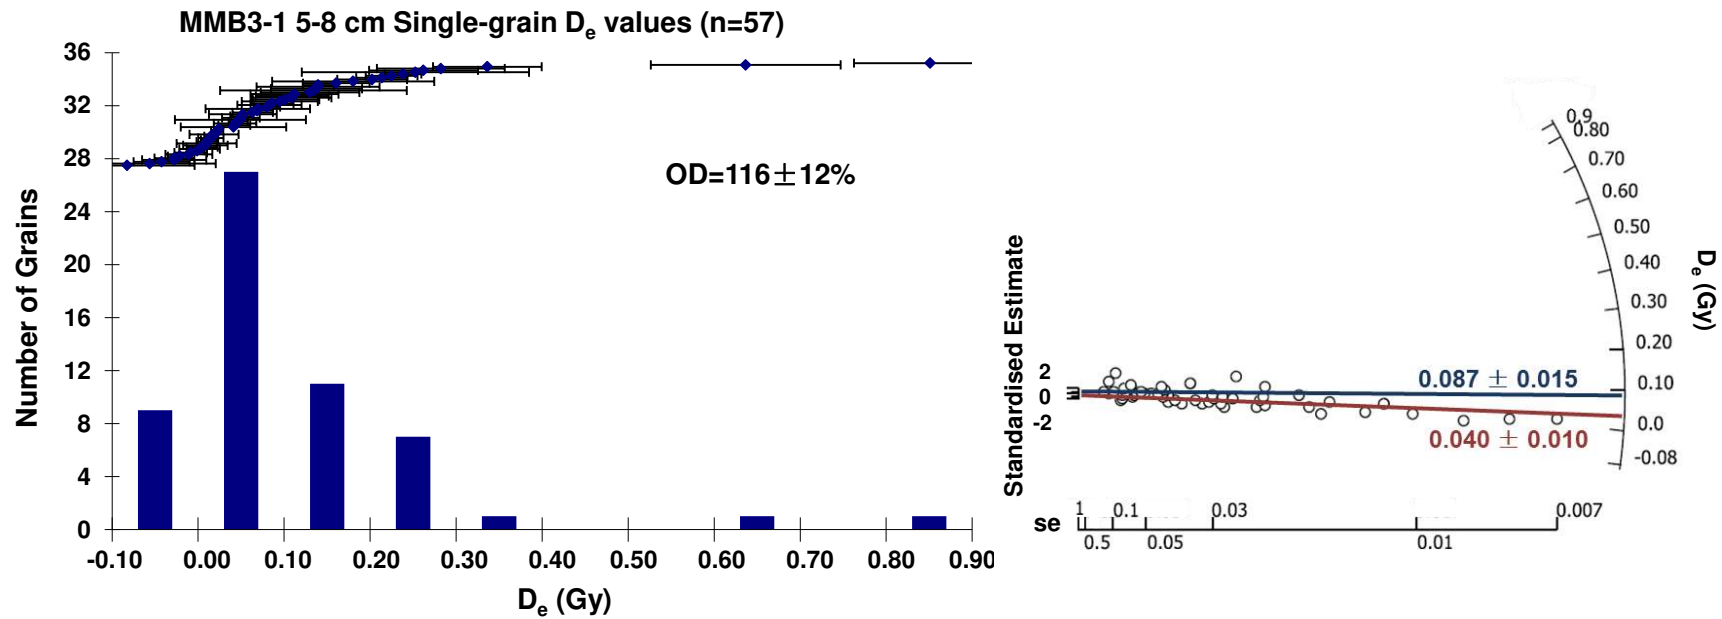 MMB3-1 5-8 cm Single-grain De values (n=57)
36
32
28
24
20
16
12
8
4
0
Number of Grains
OD=116±12%
-0.10 0.00 0.10 0.20 0.30 0.40 0.50 0.60 0.70 0.80 0.90
De (Gy)
0.9
0.80
0.70
0.60
0.50
0.40
0.30
0.20
0.10
0.0
-0.08
De (Gy)
Standardised Estimate
2
0
-2
0.087 ± 0.015
0.040 ± 0.010
se
1 0.1 0.03 0.007
0.5 0.05 0.01